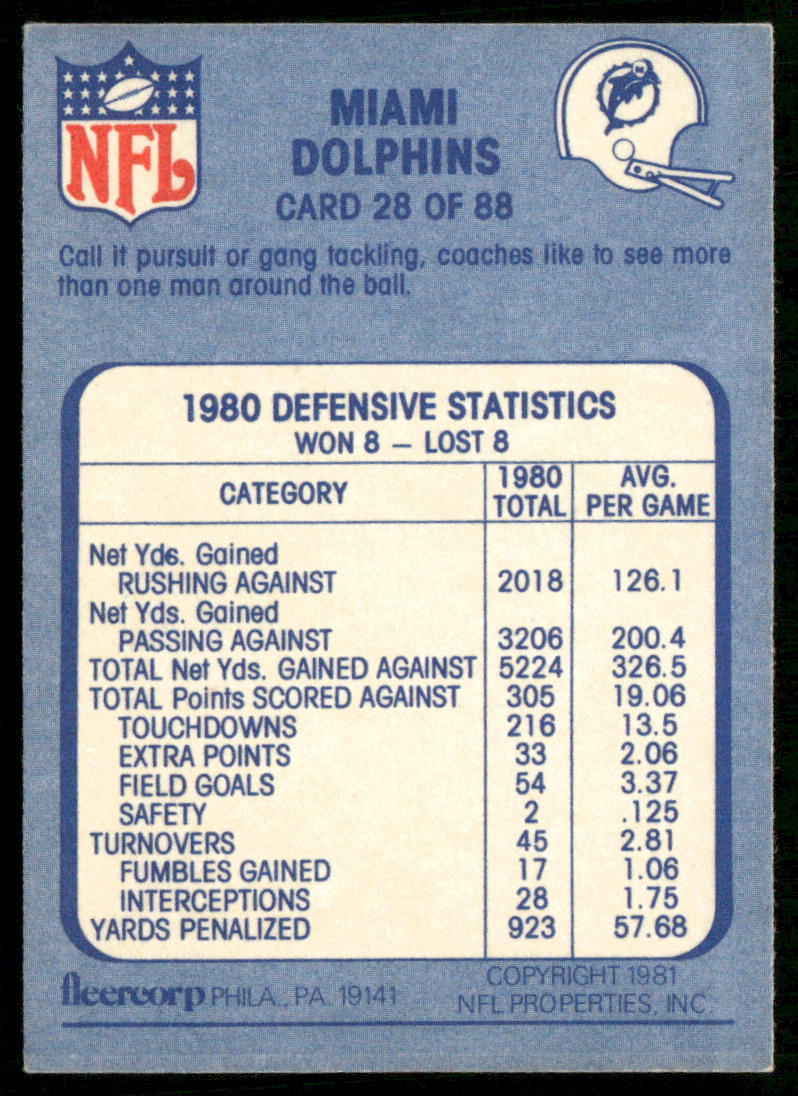 NFL
MIAMI
DOLPHINS
CARD 28 OF 88
Call it pursuit or gang tackling, coaches like to see more
than one man around the ball.
1980 DEFENSIVE STATISTICS
WON 8 – LOST 8
CATEGORY 1980 TOTAL AVG. PER GAME
Net Yds. Gained
RUSHING AGAINST 2018 126.1
Net Yds. Gained
PASSING AGAINST 3206 200.4
TOTAL Net Yds. GAINED AGAINST 5224 326.5
TOTAL Points SCORED AGAINST 305 19.06
TOUCHDOWNS 216 13.5
EXTRA POINTS 33 2.06
FIELD GOALS 54 3.37
SAFETY 2 .125
TURNOVERS 45 2.81
FUMBLES GAINED 17 1.06
INTERCEPTIONS 28 1.75
YARDS PENALIZED 923 57.68
fleercorp PHILA., PA. 19141
COPYRIGHT 1981
NFL PROPERTIES, INC.